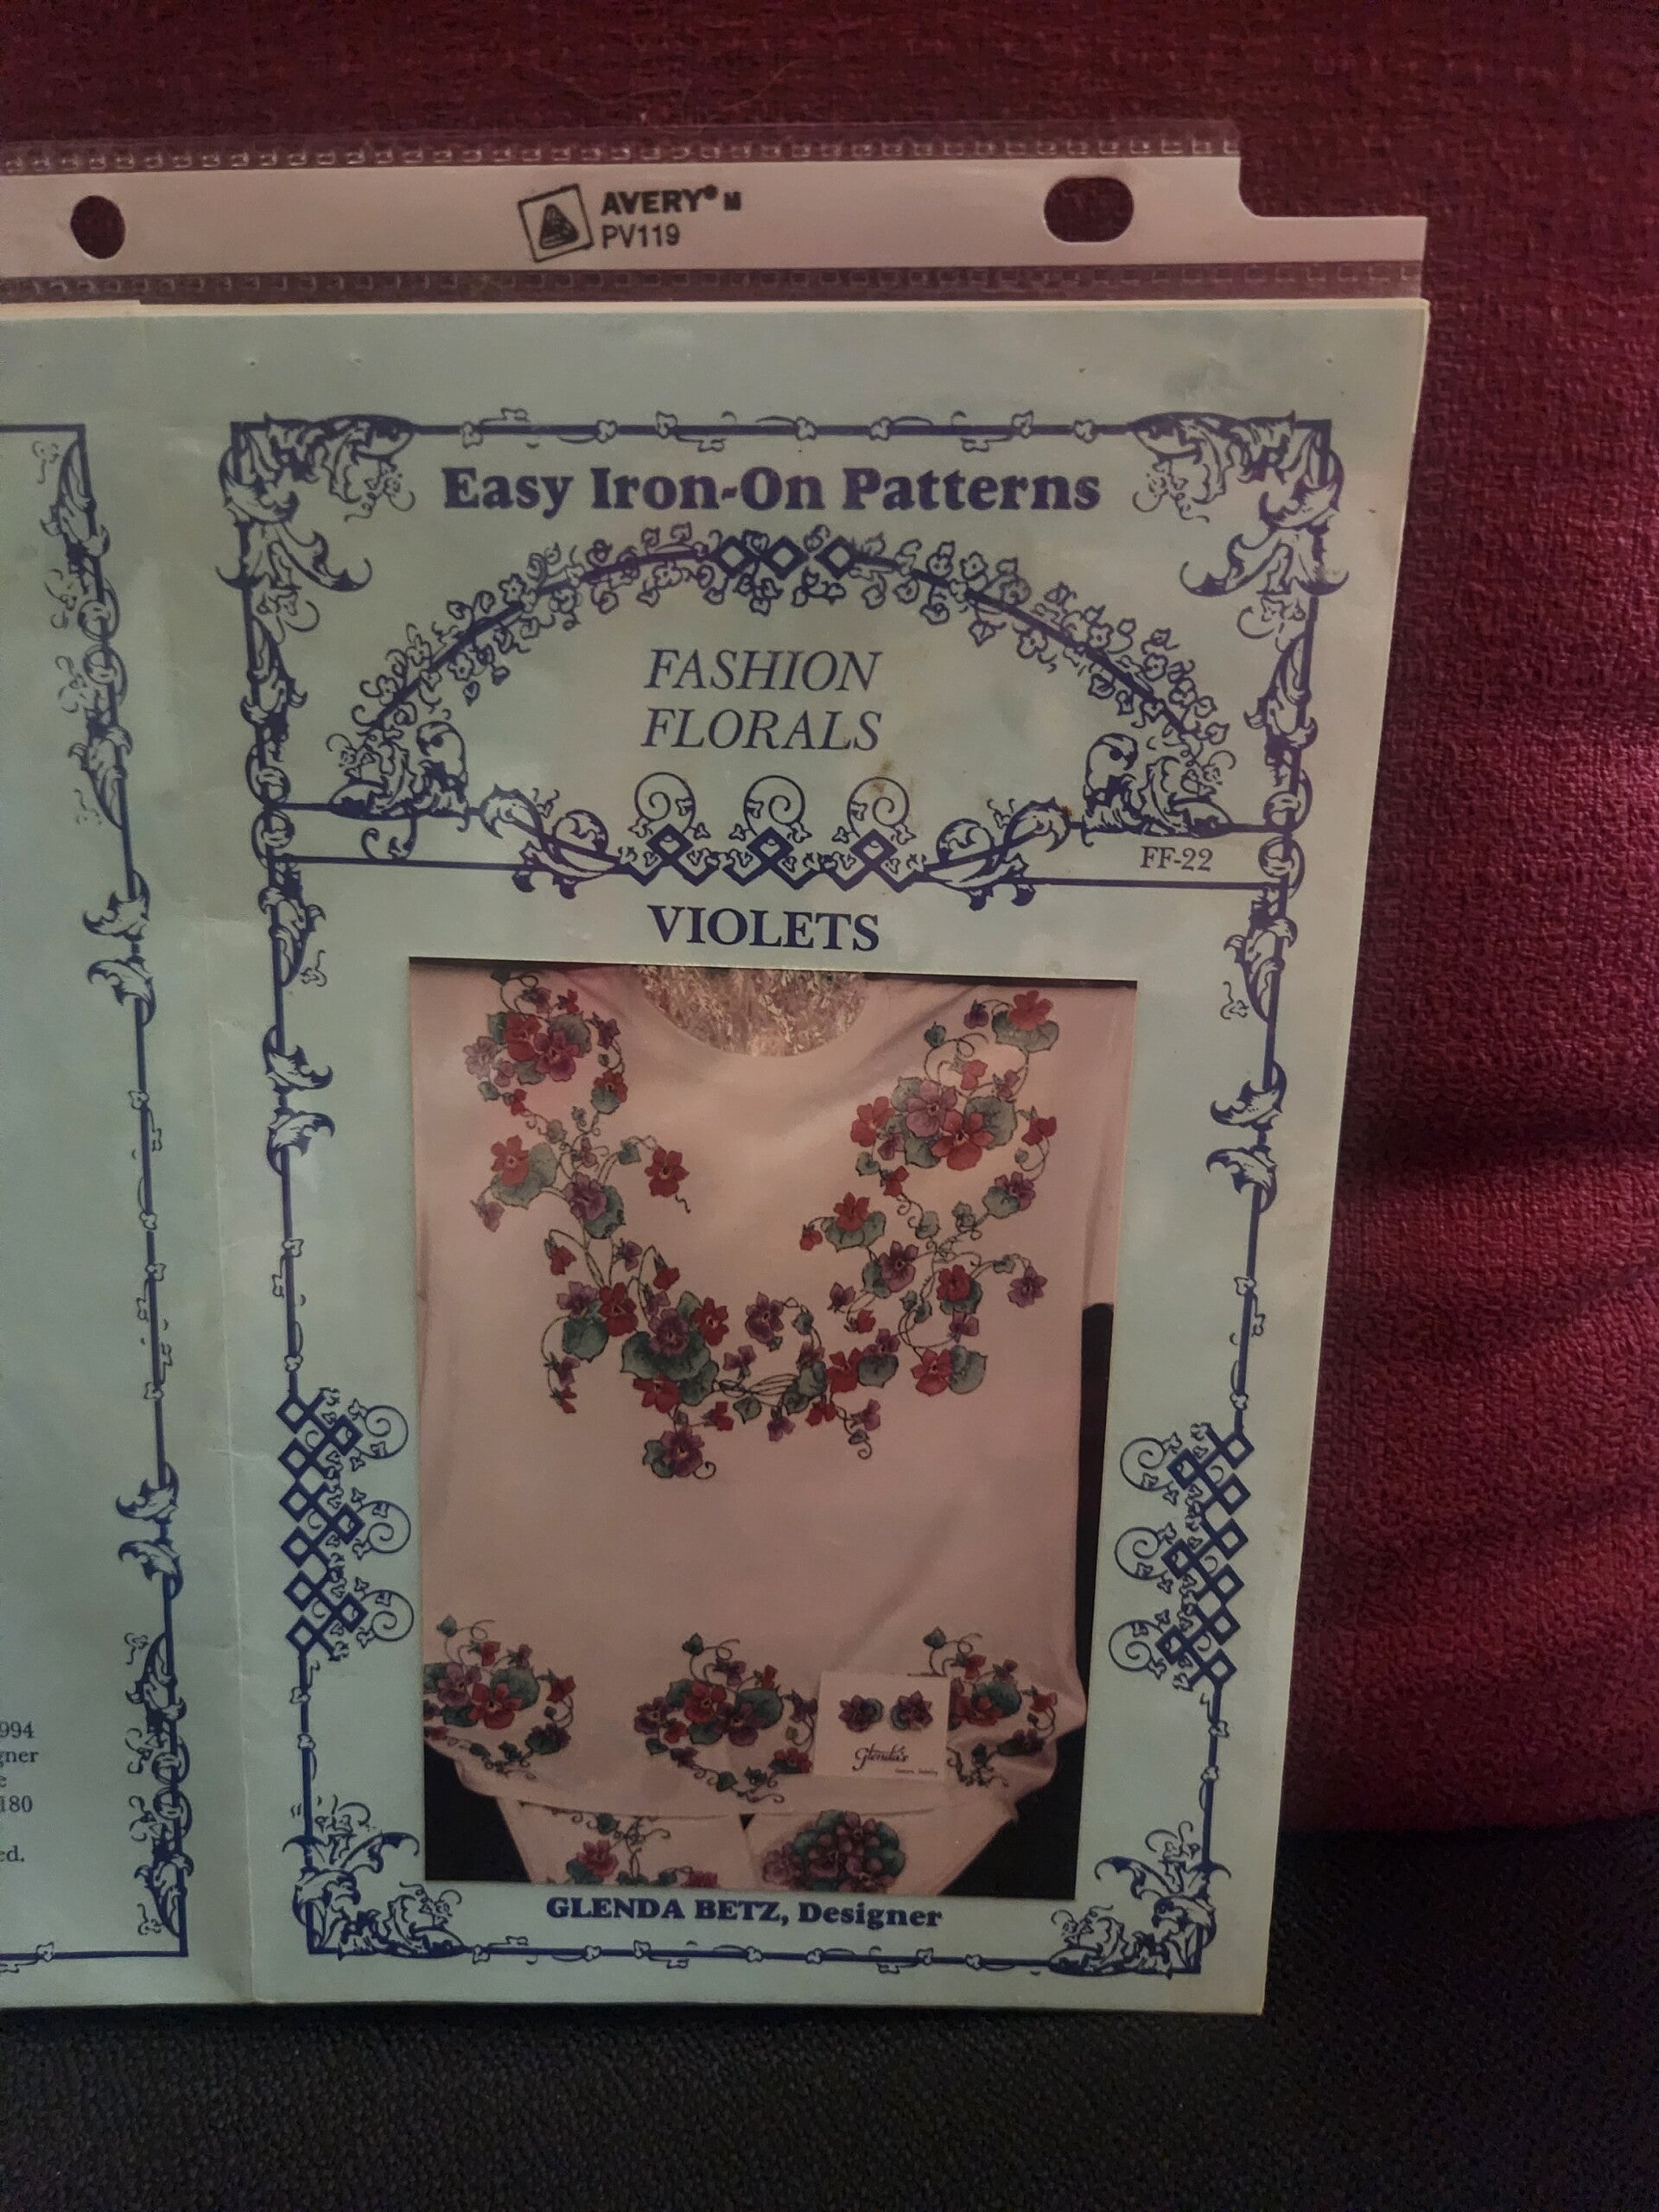 AVERY® M
PV119
Easy Iron-On Patterns
FASHION
FLORALS
FF-22
VIOLETS
Glenda's
GLENDA BETZ, Designer
994
gner
e
180
ed.